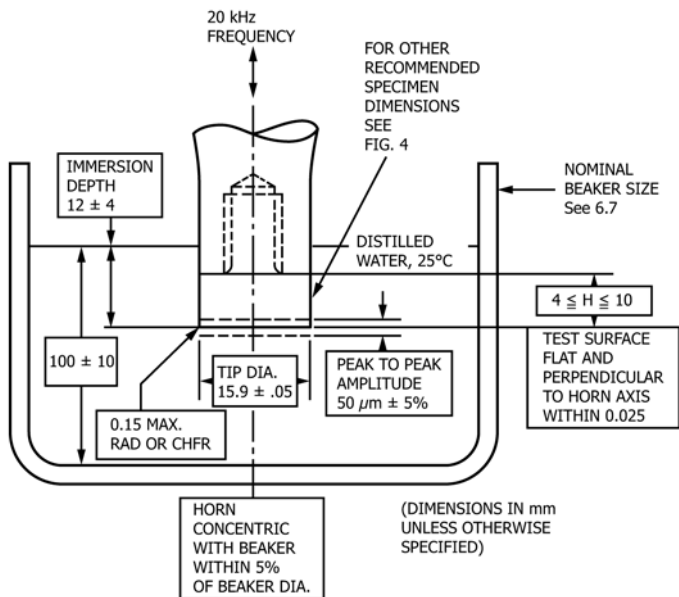 20 kHz
FREQUENCY
FOR OTHER
RECOMMENDED
SPECIMEN
DIMENSIONS
SEE
FIG. 4
IMMERSION
DEPTH
12 ± 4
NOMINAL
BEAKER SIZE
See 6.7
DISTILLED
WATER, 25°C
4 ≦ H ≦ 10
100 ± 10
TIP DIA.
15.9 ± .05
PEAK TO PEAK
AMPLITUDE
50 µm ± 5%
TEST SURFACE
FLAT AND
PERPENDICULAR
TO HORN AXIS
WITHIN 0.025
0.15 MAX.
RAD OR CHFR
HORN
CONCENTRIC
WITH BEAKER
WITHIN 5%
OF BEAKER DIA.
(DIMENSIONS IN mm
UNLESS OTHERWISE
SPECIFIED)